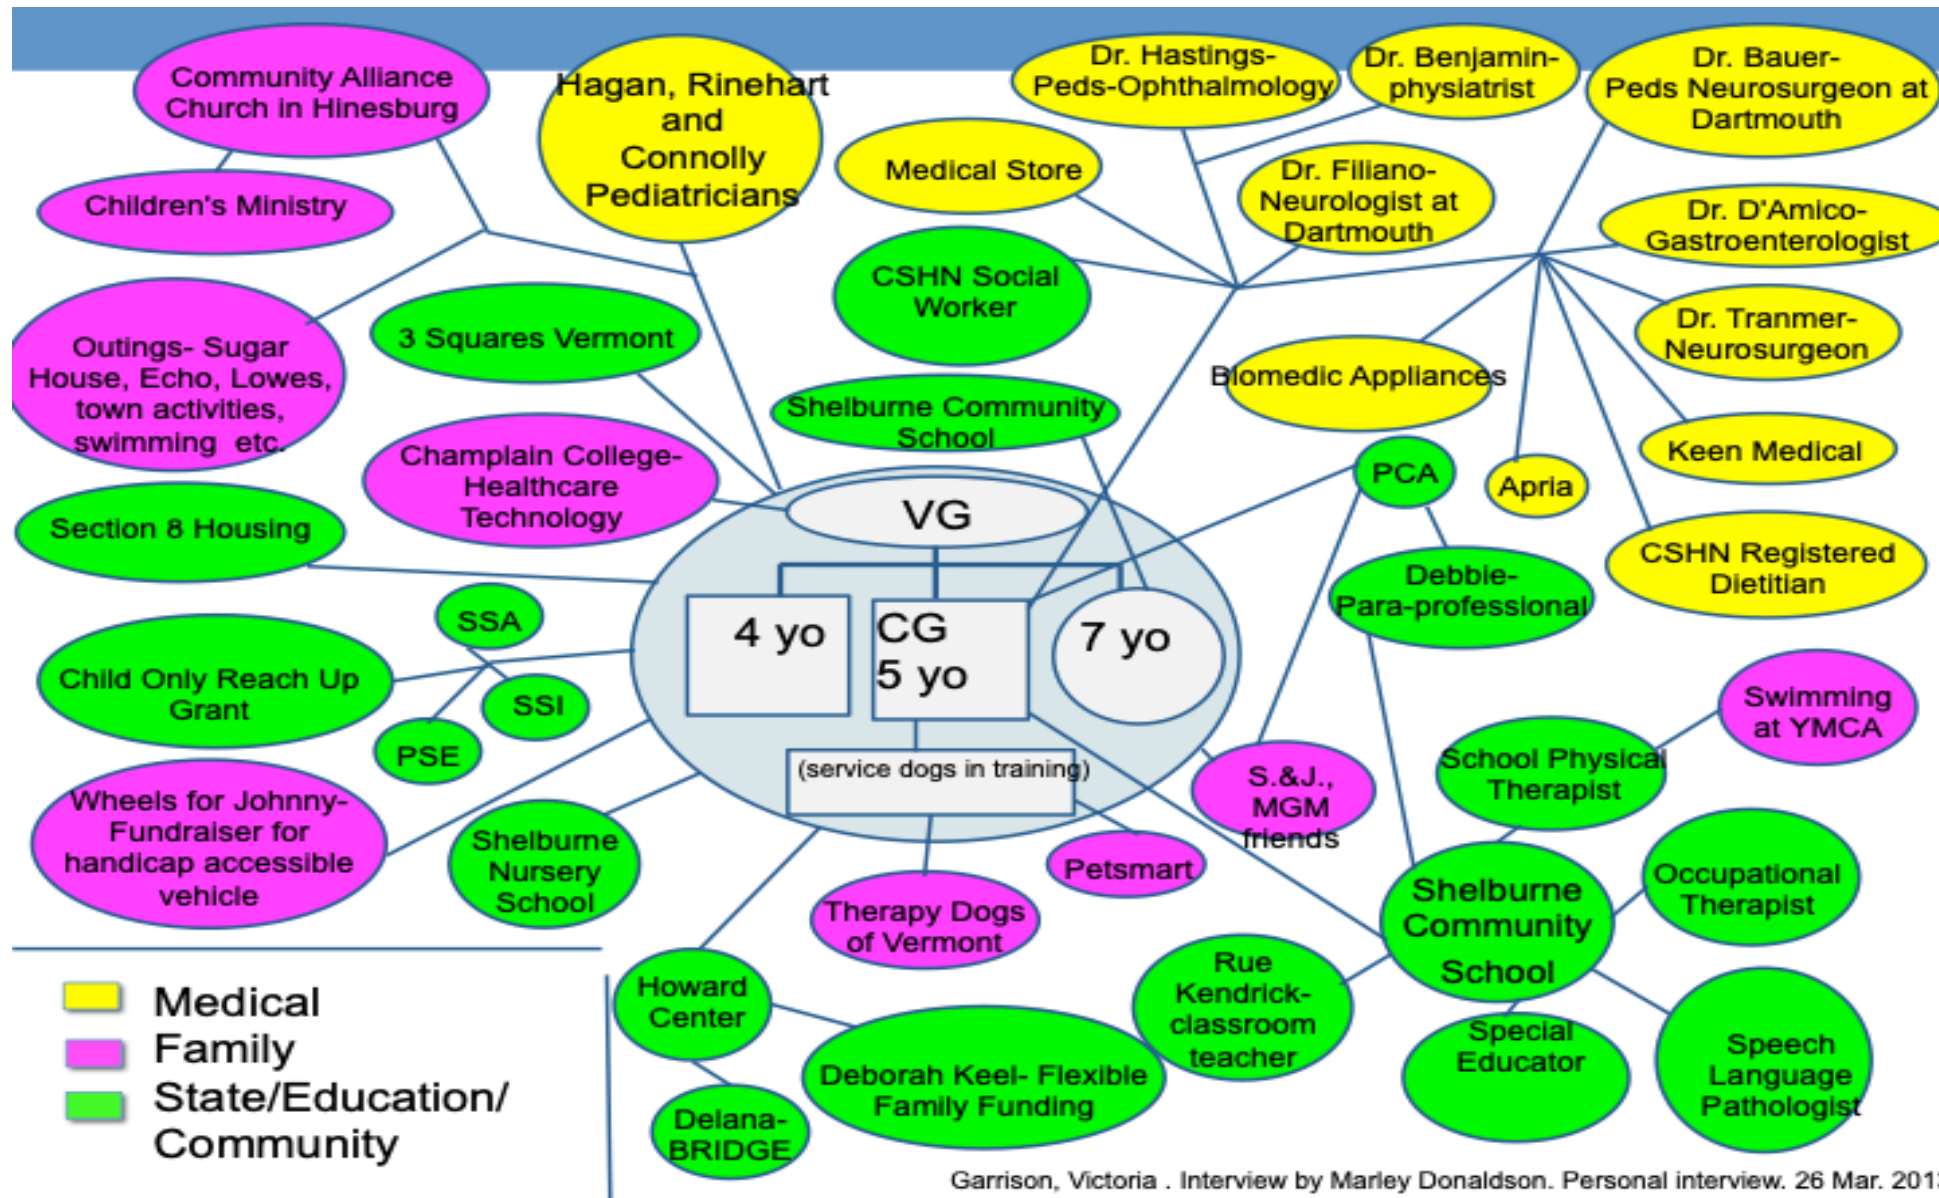 Community Alliance
Church in Hinesburg
Children's Ministry
Outings- Sugar
House, Echo, Lowes,
town activities,
swimming etc.
Hagan, Rinehart
and
Connolly
Pediatricians
3 Squares Vermont
Champlain College-
Healthcare
Technology
Section 8 Housing
Dr. Hastings-
Peds-Ophthalmology
Dr. Benjamin-
physiatrist
Dr. Bauer-
Peds Neurosurgeon at
Dartmouth
Medical Store
Dr. Filiano-
Neurologist at
Dartmouth
Dr. D'Amico-
Gastroenterologist
CSHN Social
Worker
Dr. Tranmer-
Neurosurgeon
Biomedic Appliances
Shelburne Community
School
Keen Medical
PCA
Apria
CSHN Registered
Dietitian
Debbie-
Para-professional
VG
4 yo
CG
5 yo
7 yo
(service dogs in training)
SSA
SSI
PSE
Child Only Reach Up
Grant
Wheels for Johnny-
Fundraiser for
handicap accessible
vehicle
Shelburne
Nursery
School
Therapy Dogs
of Vermont
Petsmart
S.&J.,
MGM
friends
Swimming
at YMCA
School Physical
Therapist
Occupational
Therapist
Shelburne
Community
School
Rue
Kendrick-
classroom
teacher
Special
Educator
Speech
Language
Pathologist
Howard
Center
Deborah Keel- Flexible
Family Funding
Delana-
BRIDGE
Medical
Family
State/Education/
Community
Garrison, Victoria . Interview by Marley Donaldson. Personal interview. 26 Mar.